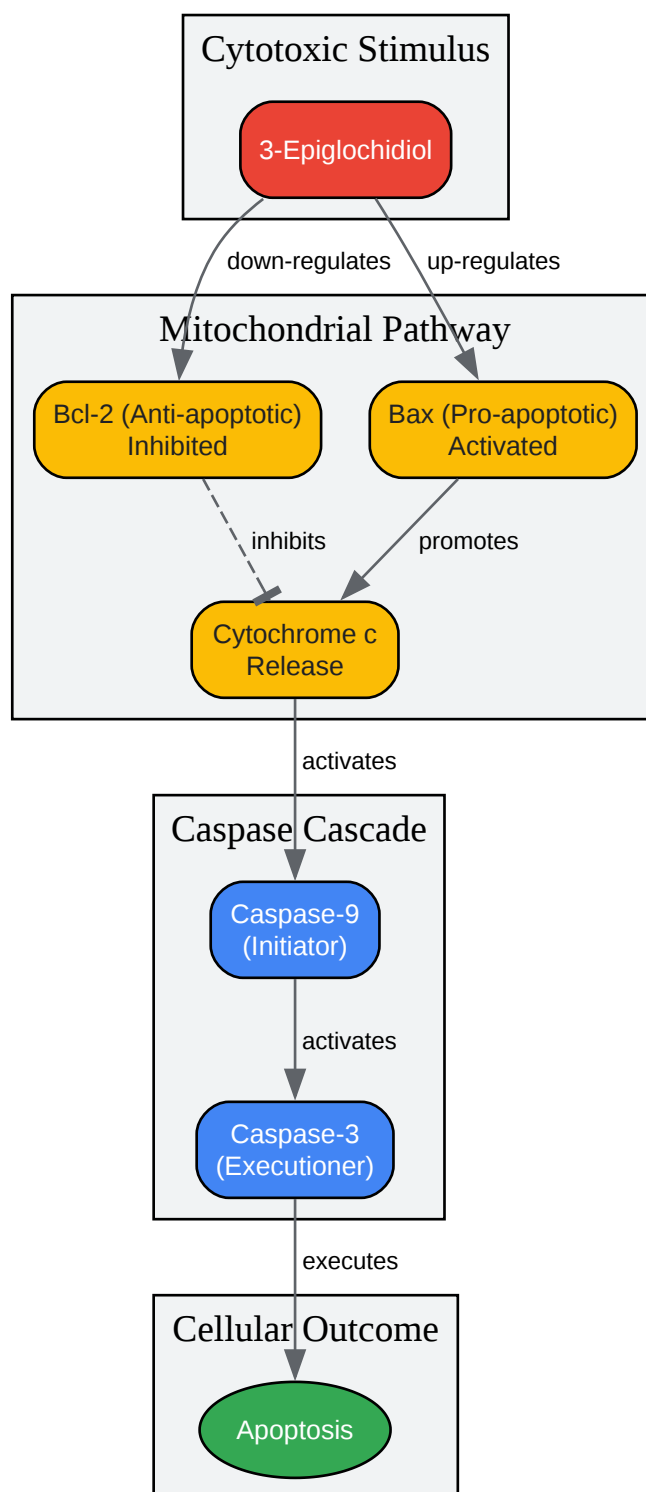 Cytotoxic Stimulus
3-Epiglochidiol
down-regulates
up-regulates
Mitochondrial Pathway
Bcl-2 (Anti-apoptotic)
Inhibited
Bax (Pro-apoptotic)
Activated
inhibits
promotes
Cytochrome c
Release
activates
Caspase Cascade
Caspase-9
(Initiator)
activates
Caspase-3
(Executioner)
executes
Cellular Outcome
Apoptosis